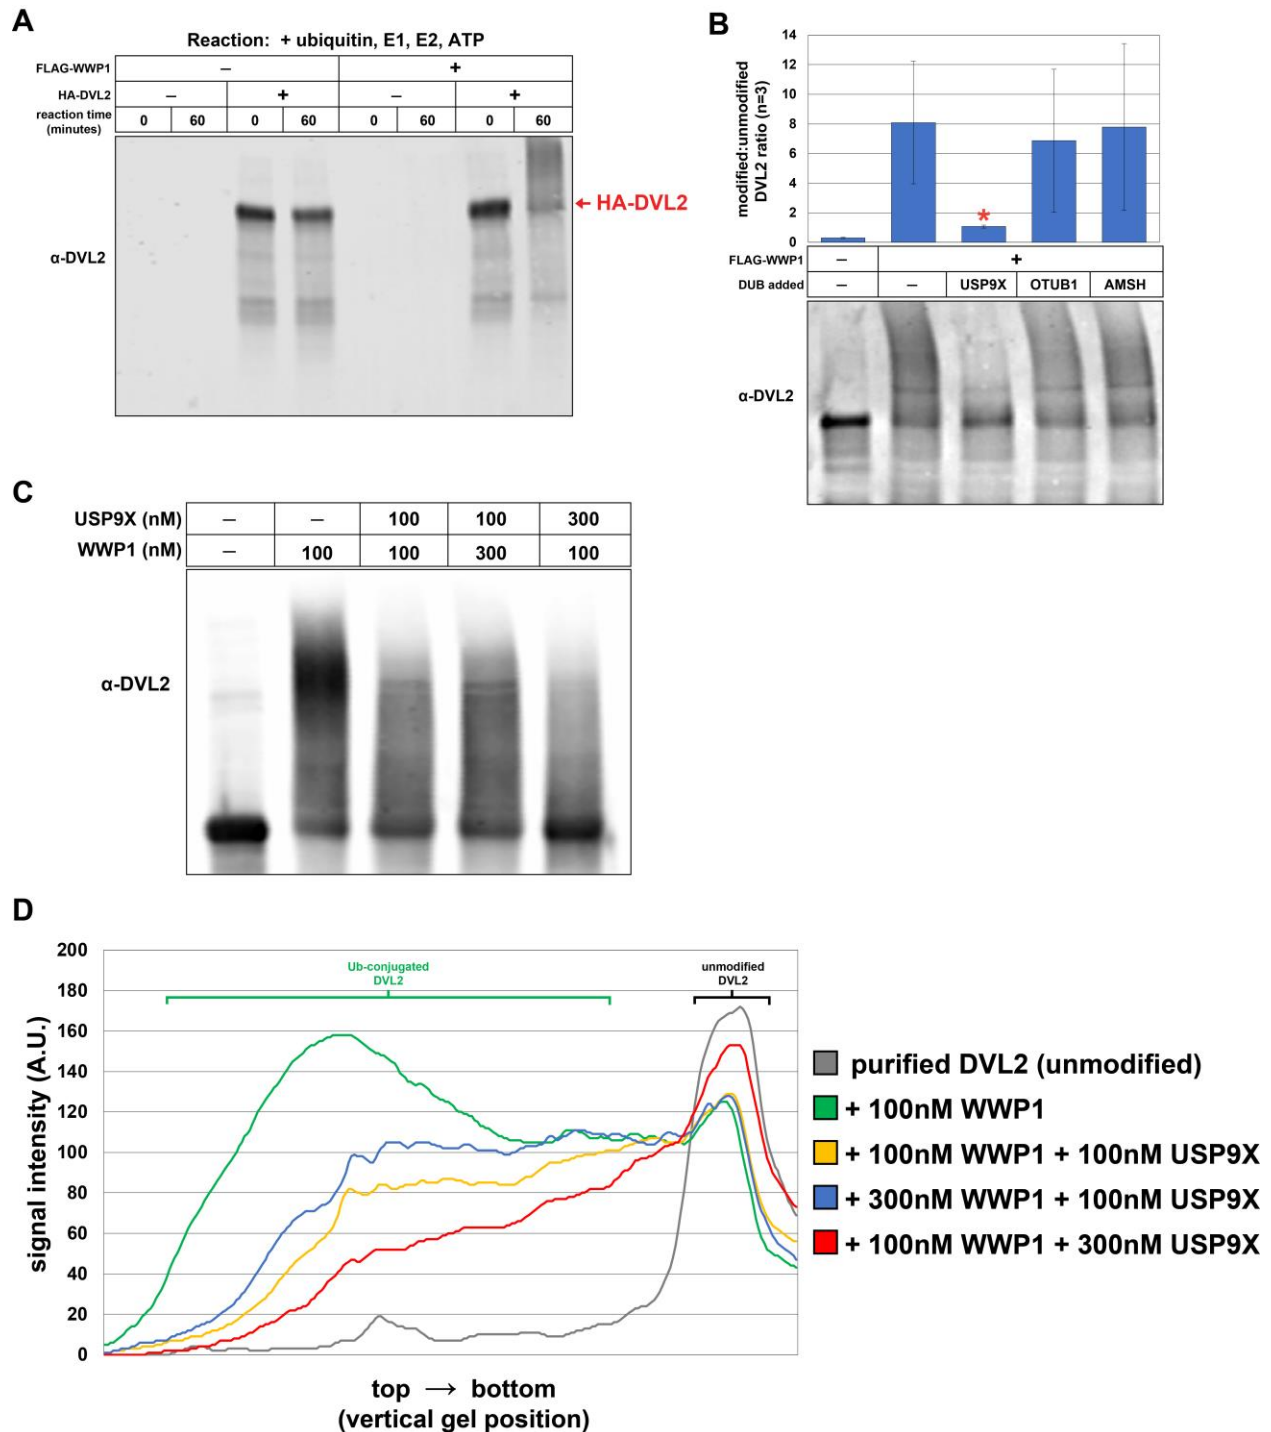 A
Reaction: + ubiquitin, E1, E2, ATP
FLAG-WWP1 – +
HA-DVL2 – + – +
reaction time (minutes) 0 60 0 60 0 60 0 60
α-DVL2
← HA-DVL2
B
modified:unmodified DVL2 ratio (n=3)
14
12
10
8
6
4
2
0
*
FLAG-WWP1 – +
DUB added – – USP9X OTUB1 AMSH
α-DVL2
C
USP9X (nM) – – 100 100 300
WWP1 (nM) – 100 100 300 100
α-DVL2
D
signal intensity (A.U.)
200
180
160
140
120
100
80
60
40
20
0
Ub-conjugated
DVL2
unmodified
DVL2
purified DVL2 (unmodified)
+ 100nM WWP1
+ 100nM WWP1 + 100nM USP9X
+ 300nM WWP1 + 100nM USP9X
+ 100nM WWP1 + 300nM USP9X
top → bottom
(vertical gel position)